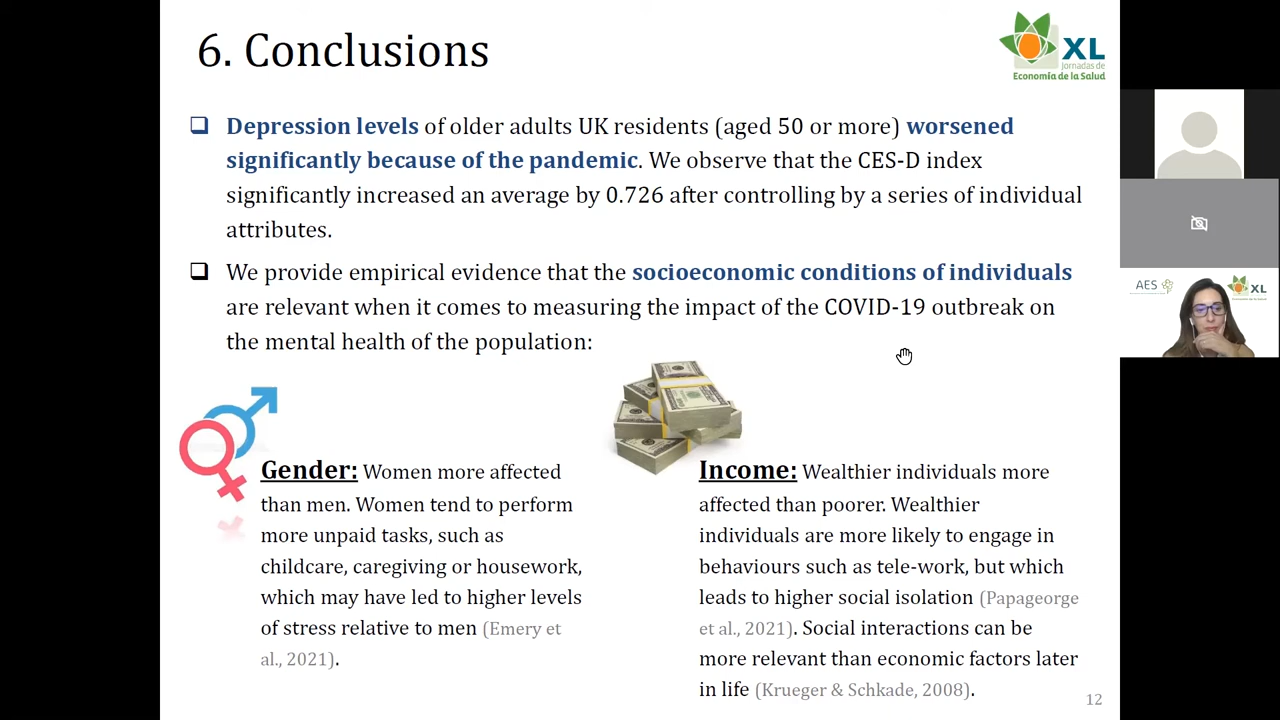 6. Conclusions
XL
Jornadas de
Economía de la Salud
Depression levels of older adults UK residents (aged 50 or more) worsened
significantly because of the pandemic. We observe that the CES-D index
significantly increased an average by 0.726 after controlling by a series of individual
attributes.
We provide empirical evidence that the socioeconomic conditions of individuals
are relevant when it comes to measuring the impact of the COVID-19 outbreak on
the mental health of the population:
Gender: Women more affected
than men. Women tend to perform
more unpaid tasks, such as
childcare, caregiving or housework,
which may have led to higher levels
of stress relative to men (Emery et
al., 2021).
Income: Wealthier individuals more
affected than poorer. Wealthier
individuals are more likely to engage in
behaviours such as tele-work, but which
leads to higher social isolation (Papageorge
et al., 2021). Social interactions can be
more relevant than economic factors later
in life (Krueger & Schkade, 2008).
12
AES
XL